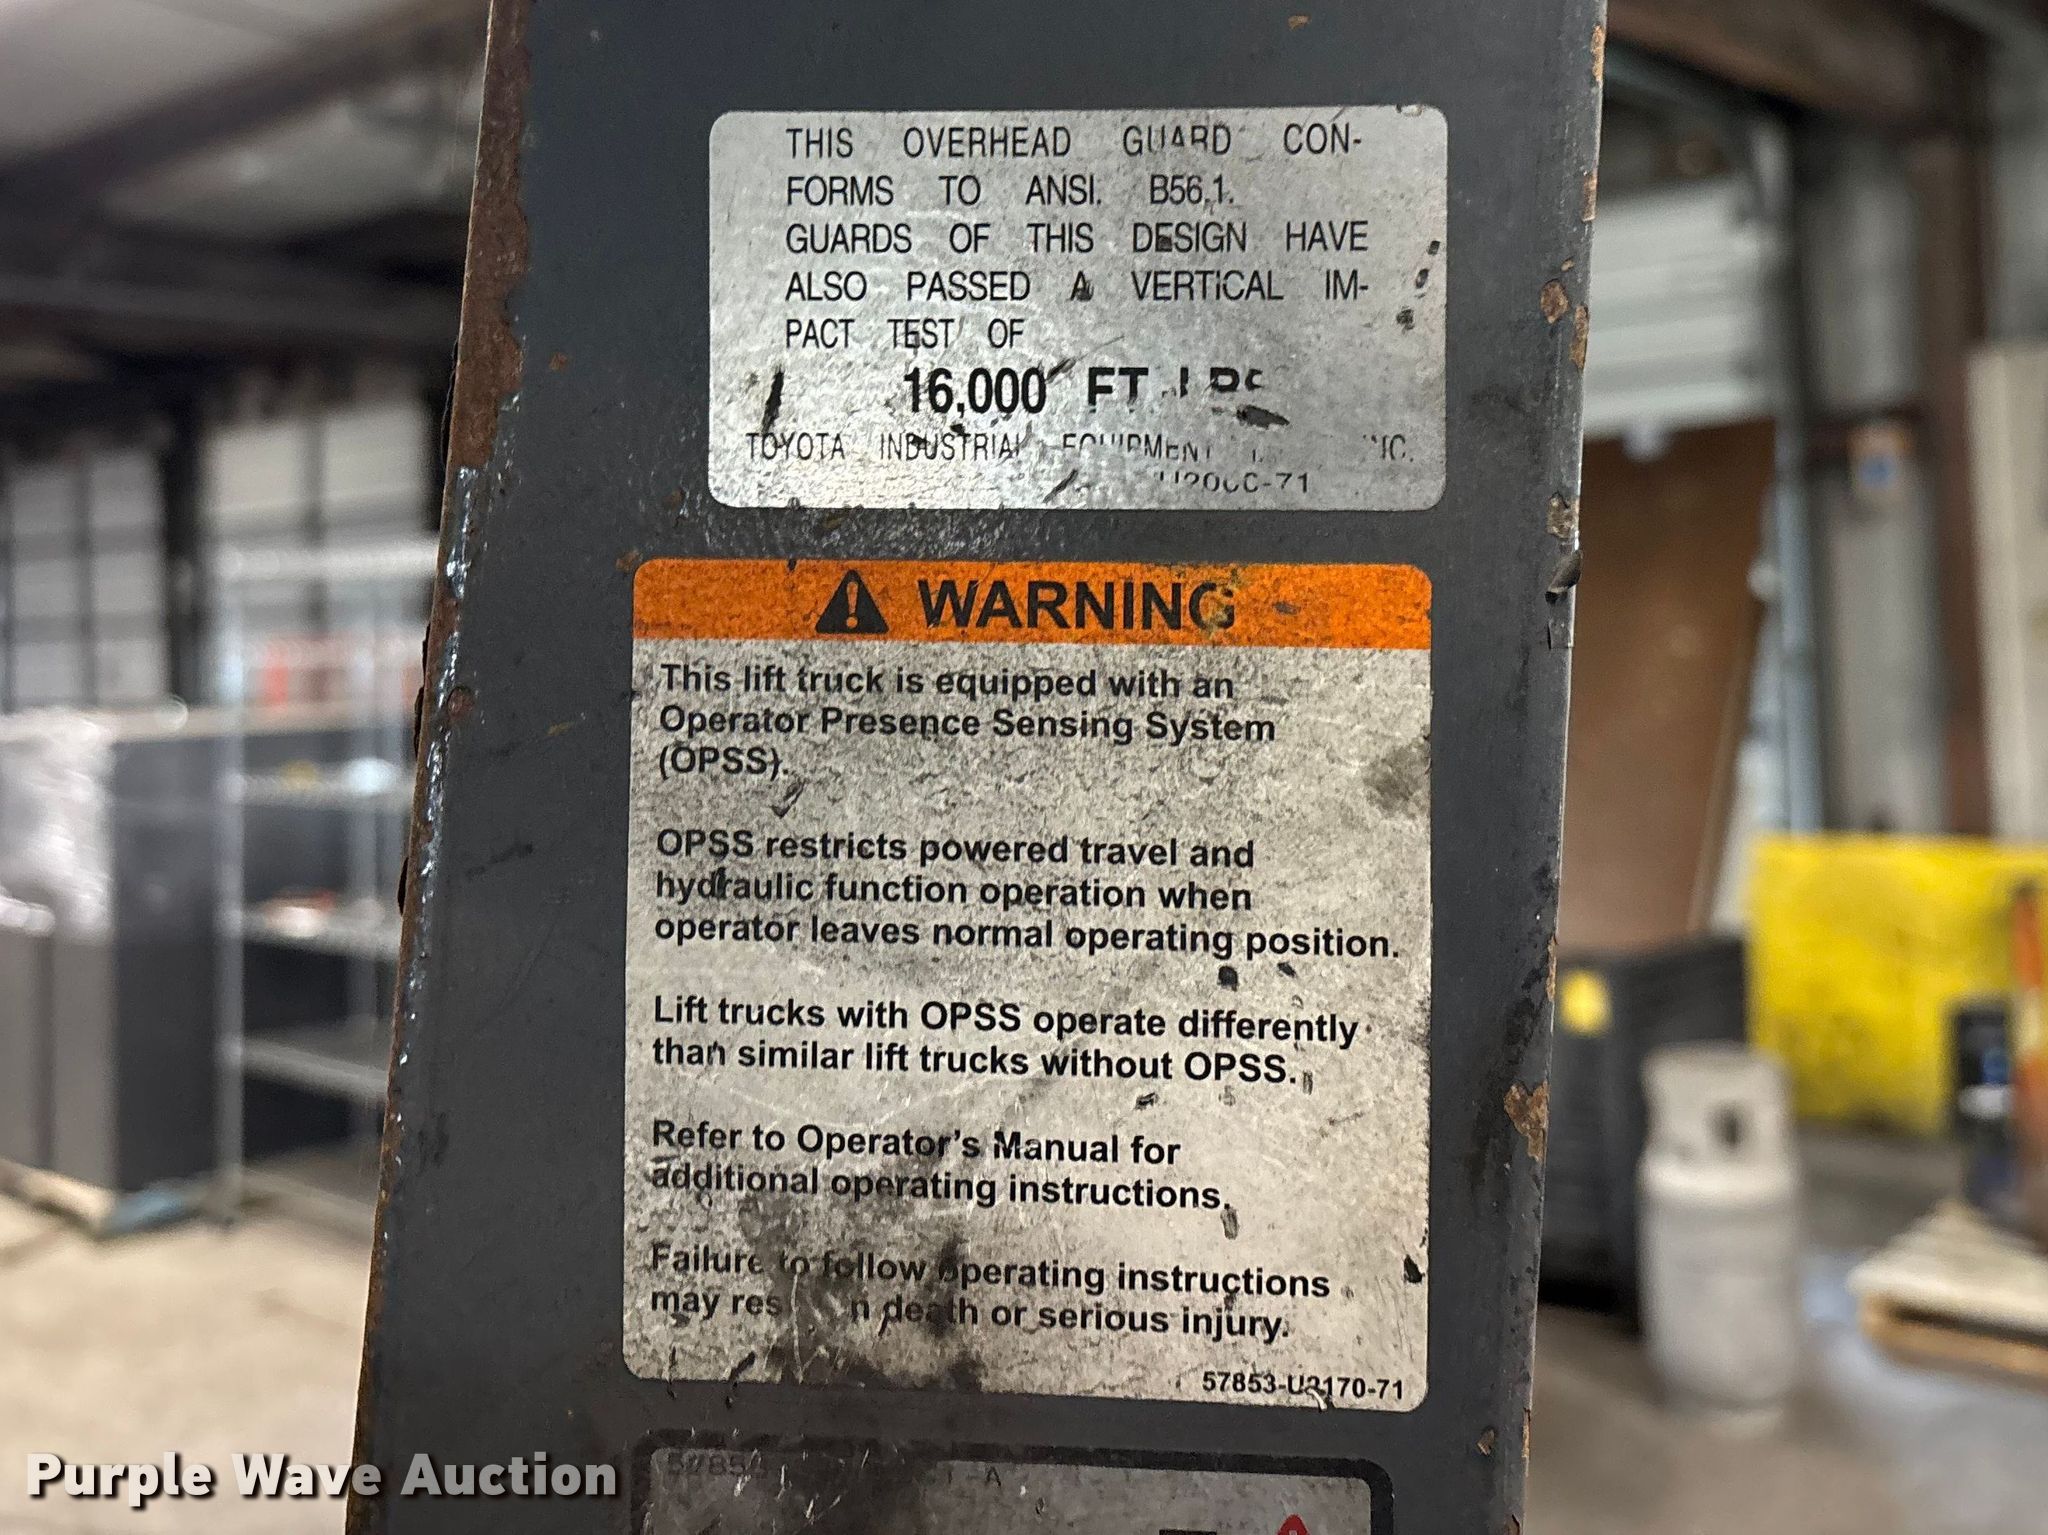 THIS OVERHEAD GUARD CON-
FORMS TO ANSI. B56.1.
GUARDS OF THIS DESIGN HAVE
ALSO PASSED A VERTICAL IM-
PACT TEST OF
16,000 FT
TOYOTA INDUSTRIAL EQUIPMENT
WARNING
This lift truck is equipped with an
Operator Presence Sensing System
(OPSS).
OPSS restricts powered travel and
hydraulic function operation when
operator leaves normal operating position.
Lift trucks with OPSS operate differently
than similar lift trucks without OPSS.
Refer to Operator's Manual for
additional operating instructions.
Failure to follow operating instructions
may death or serious injury.
Purple Wave Auction